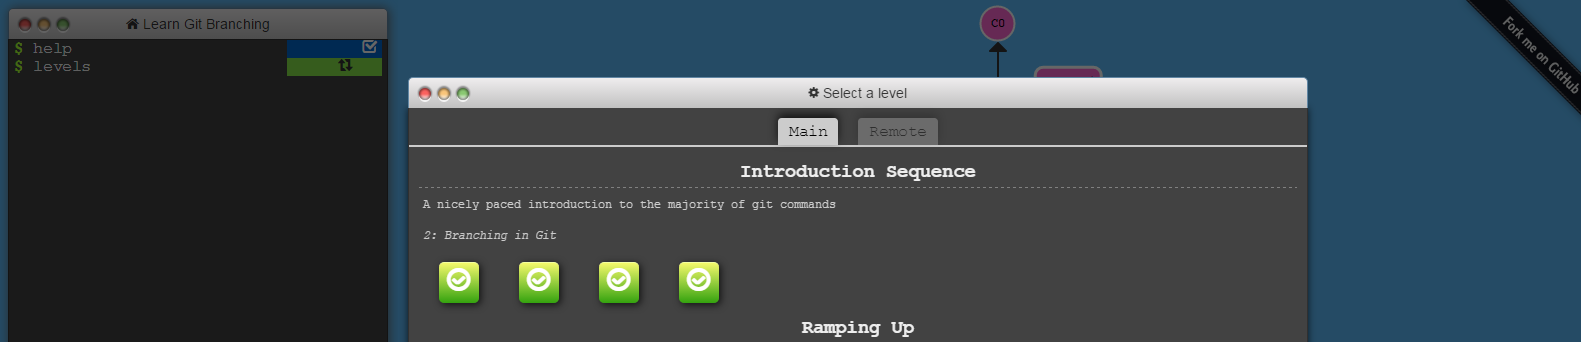 Learn Git Branching
$ help
$ levels
C0
Fork me on GitHub
Select a level
Main Remote
Introduction Sequence
A nicely paced introduction to the majority of git commands
2: Branching in Git
Ramping Up